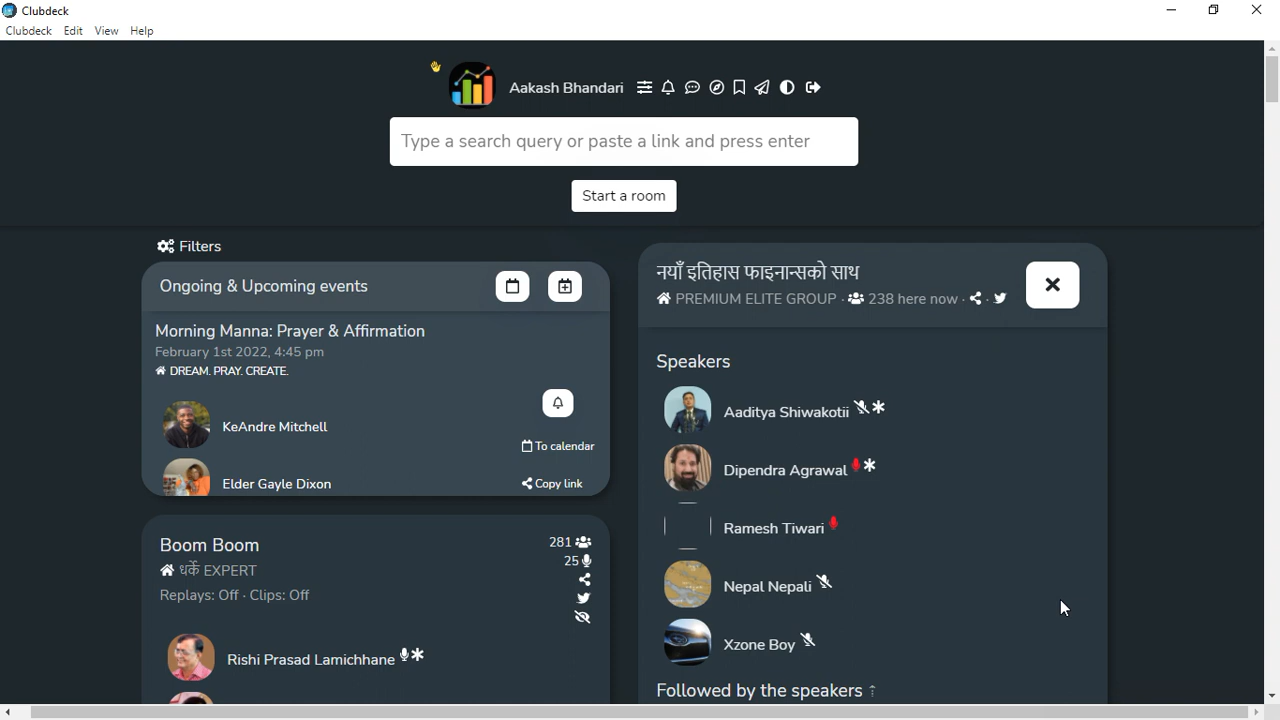 Clubdeck
Clubdeck Edit View Help
Aakash Bhandari
Type a search query or paste a link and press enter
Start a room
Filters
Ongoing & Upcoming events
Morning Manna: Prayer & Affirmation
February 1st 2022, 4:45 pm
DREAM. PRAY. CREATE.
KeAndre Mitchell
To calendar
Elder Gayle Dixon
Copy link
Boom Boom
281
25
धर्के EXPERT
Replays: Off · Clips: Off
Rishi Prasad Lamichhane
नयाँ इतिहास फाइनान्सको साथ
PREMIUM ELITE GROUP · 238 here now · ·
Speakers
Aaditya Shiwakotii
Dipendra Agrawal
Ramesh Tiwari
Nepal Nepali
Xzone Boy
Followed by the speakers ↑